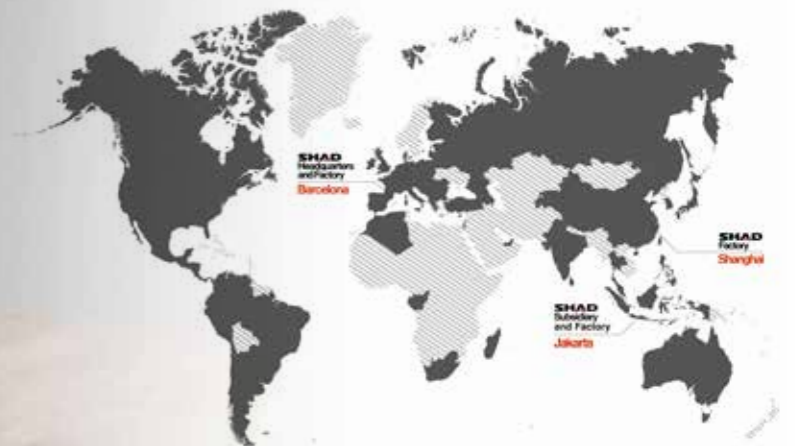 SHAD
Headquarters
and Factory
Barcelona
SHAD
Factory
Shanghai
SHAD
Subsidiary
and Factory
Jakarta